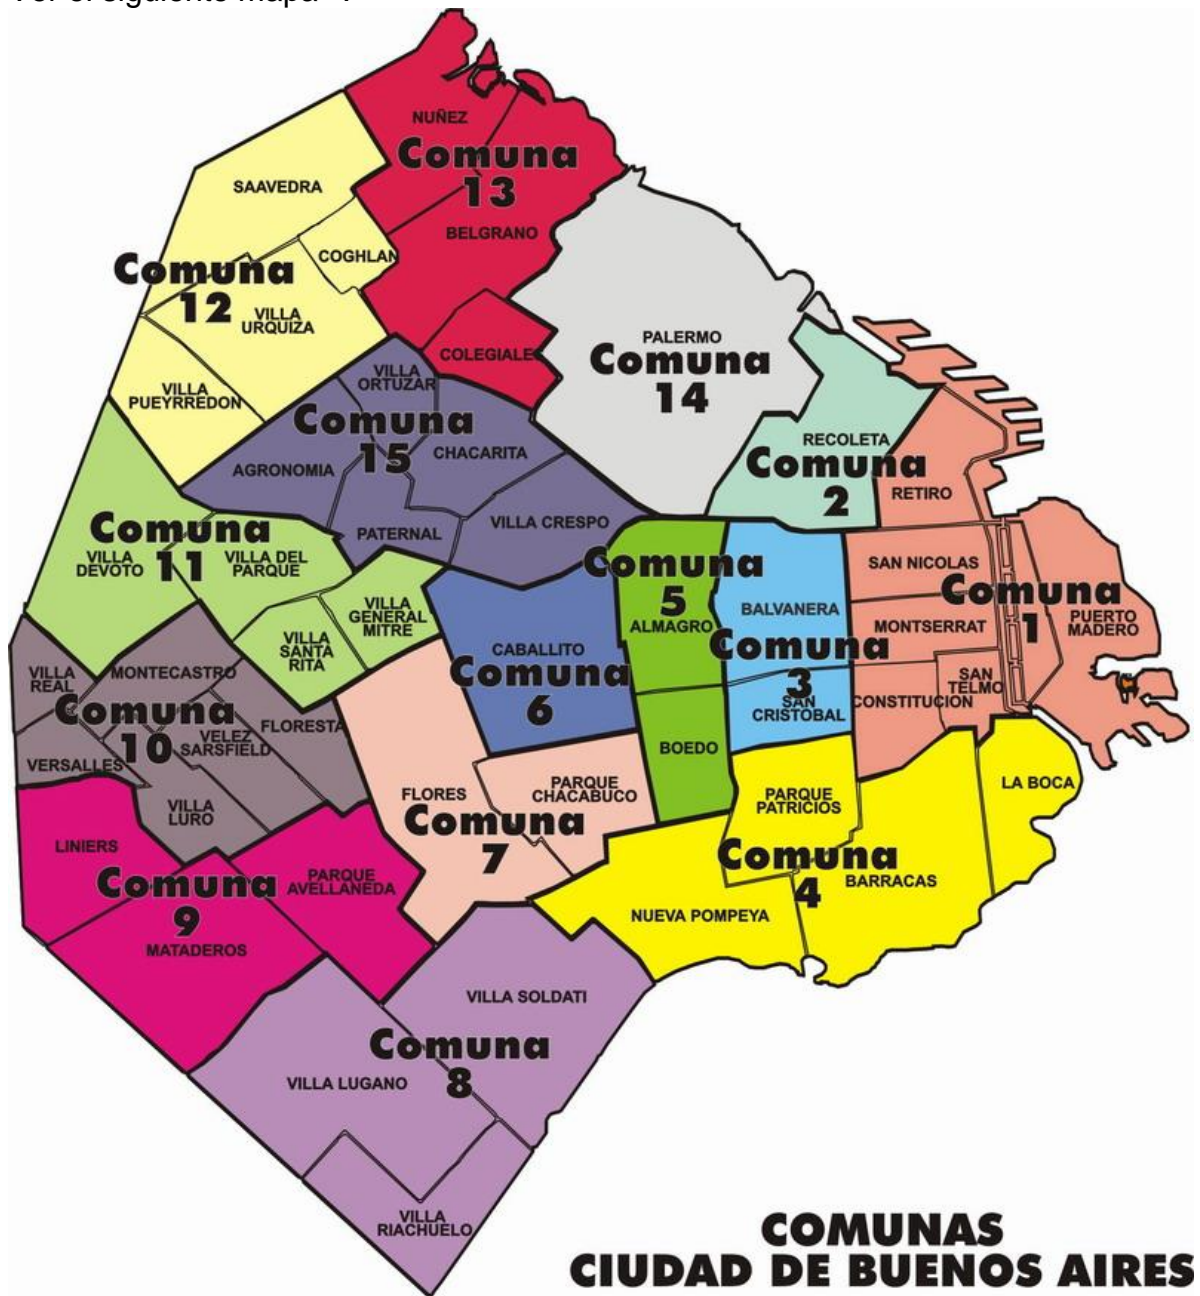 NUÑEZ
Comuna
13
SAAVEDRA
BELGRANO
COGHLAN
Comuna
12
VILLA
URQUIZA
PALERMO
Comuna
14
COLEGIALE
VILLA
ORTUZAR
VILLA
PUEYRREDON
Comuna
15
AGRONOMIA
CHACARITA
PATERNAL
VILLA CRESPO
RECOLETA
Comuna
2
RETIRO
Comuna
11
VILLA
DEVOTO
VILLA DEL
PARQUE
VILLA
GENERAL
MITRE
VILLA
SANTA
RITA
Comuna
5
ALMAGRO
BALVANERA
SAN NICOLAS
Comuna
1
MONTSERRAT
PUERTO
MADERO
CABALLITO
Comuna
6
Comuna
3
SAN
CRISTOBAL
CONSTITUCION
SAN
TELMO
VILLA
REAL
MONTECASTRO
Comuna
10
VELEZ
SARSFIELD
FLORESTA
VERSALLES
VILLA
LURO
BOEDO
FLORES
PARQUE
CHACABUCO
Comuna
7
PARQUE
PATRICIOS
LA BOCA
Comuna
4
BARRACAS
NUEVA POMPEYA
LINIERS
Comuna
9
PARQUE
AVELLANEDA
MATADEROS
VILLA SOLDATI
Comuna
8
VILLA LUGANO
VILLA
RIACHUELO
COMUNAS
CIUDAD DE BUENOS AIRES